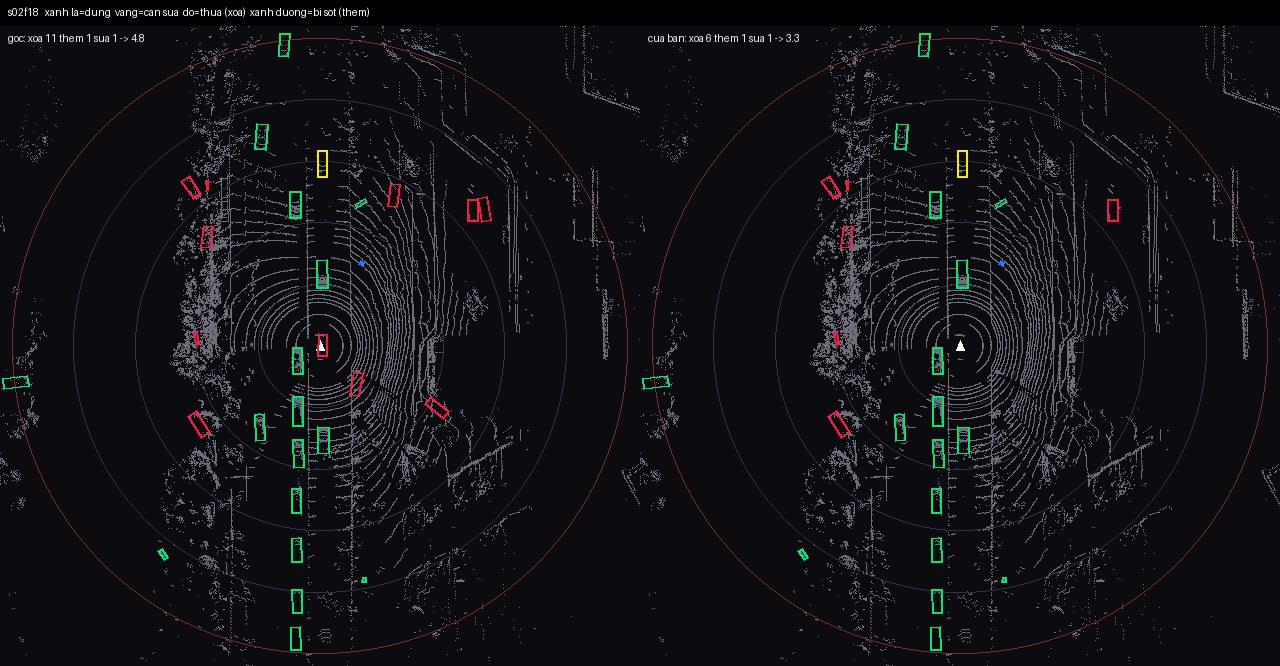 s02f18 xanh la=dung vang=can sua do=thua (xoa) xanh duong=bi sot (them)
goc: xoa 11 them 1 sua 1 -> 4.8
cua ban: xoa 6 them 1 sua 1 -> 3.3